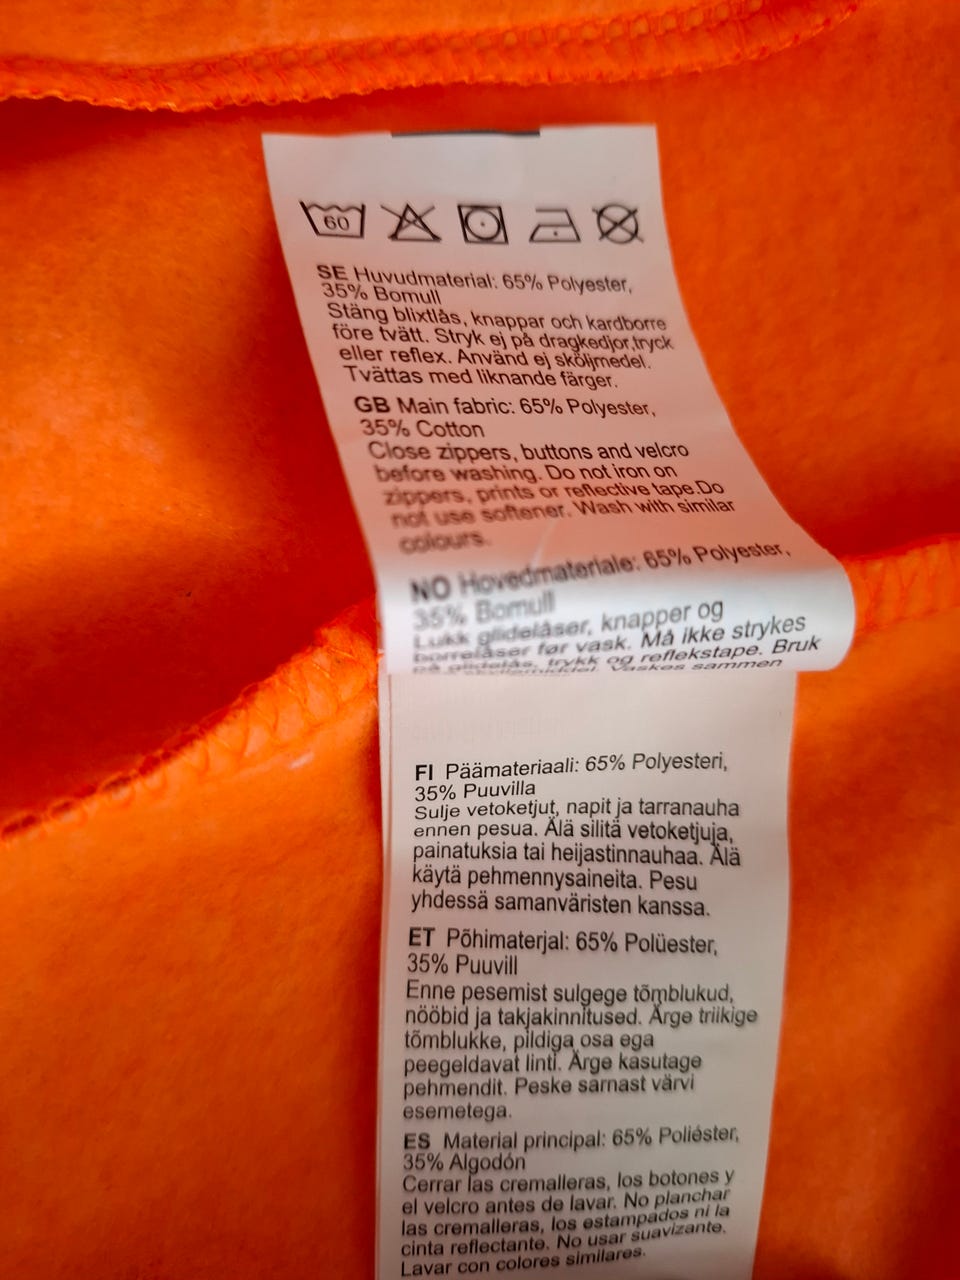 60
SE Huvudmaterial: 65% Polyester,
35% Bomull
Stäng blixtlås, knappar och kardborre
före tvätt. Stryk ej på dragkedjor,tryck
eller reflex. Använd ej sköljmedel.
Tvättas med liknande färger.
GB Main fabric: 65% Polyester,
35% Cotton
Close zippers, buttons and velcro
before washing. Do not iron on
zippers, prints or reflective tape.Do
not use softener. Wash with similar
colours.
NO Hovedmateriale: 65% Polyester,
35% Bomull
Lukk glidelåser, knapper og
borrelåser før vask. Må ikke strykes
på glidelås, trykk og reflekstape. Bruk
Vaskes sammen
FI Päämateriaali: 65% Polyesteri,
35% Puuvilla
Sulje vetoketjut, napit ja tarranauha
ennen pesua. Älä silitä vetoketjuja,
painatuksia tai heijastinnauhaa. Älä
käytä pehmennysaineita. Pesu
yhdessä samanväristen kanssa.
ET Põhimaterjal: 65% Polüester,
35% Puuvill
Enne pesemist sulgege tõmblukud,
nööbid ja takjakinnitused. Ärge triikige
tõmblukke, pildiga osa ega
peegeldavat linti. Ärge kasutage
pehmendit. Peske sarnast värvi
esemetega.
ES Material principal: 65% Poliéster,
35% Algodón
Cerrar las cremalleras, los botones y
el velcro antes de lavar. No planchar
las cremalleras, los estampados ni la
cinta reflectante. No usar suavizante.
Lavar con colores similares.